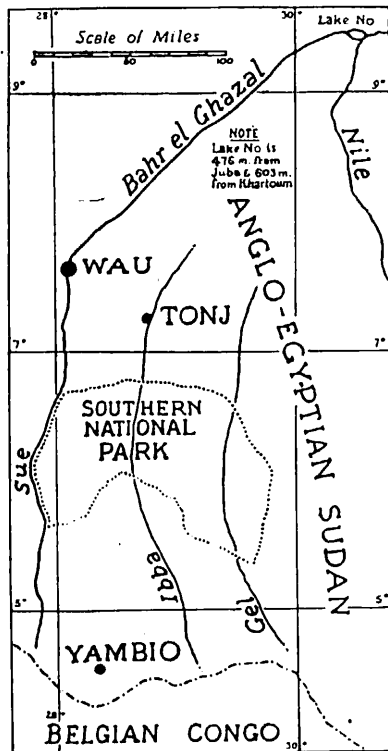 28° 30° Lake No
Scale of Miles
0 50 100
9° 9°
Bahr el Ghazal
Nile
NOTE
Lake No is
476 m. from
Juba & 603 m.
from Khartoum
ANGLO-EGYPTIAN SUDAN
WAU
TONJ
7° 7°
SOUTHERN
NATIONAL
PARK
Sue
Ibba
Gel
5° 5°
YAMBIO
28° 30°
BELGIAN CONGO